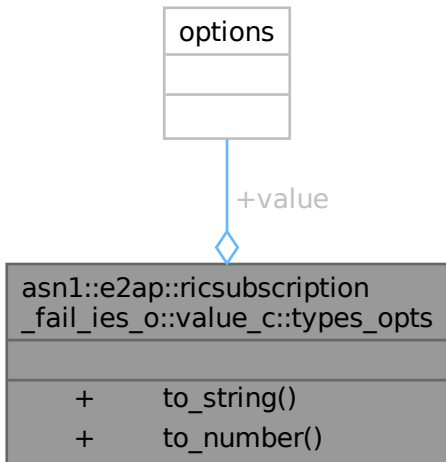 options
+value
asn1::e2ap::ricsubscription
_fail_ies_o::value_c::types_opts
+ to_string()
+ to_number()